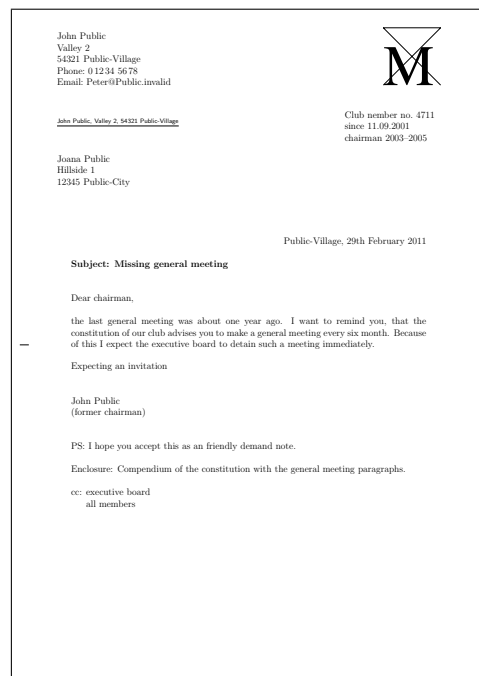 John Public
Valley 2
54321 Public-Village
Phone: 0 12 34 56 78
Email: Peter@Public.invalid
M
John Public, Valley 2, 54321 Public-Village
Club nember no. 4711
since 11.09.2001
chairman 2003–2005
Joana Public
Hillside 1
12345 Public-City
Public-Village, 29th February 2011
Subject: Missing general meeting
Dear chairman,
the last general meeting was about one year ago. I want to remind you, that the
constitution of our club advises you to make a general meeting every six month. Because
of this I expect the executive board to detain such a meeting immediately.
Expecting an invitation
John Public
(former chairman)
PS: I hope you accept this as an friendly demand note.
Enclosure: Compendium of the constitution with the general meeting paragraphs.
cc: executive board
all members